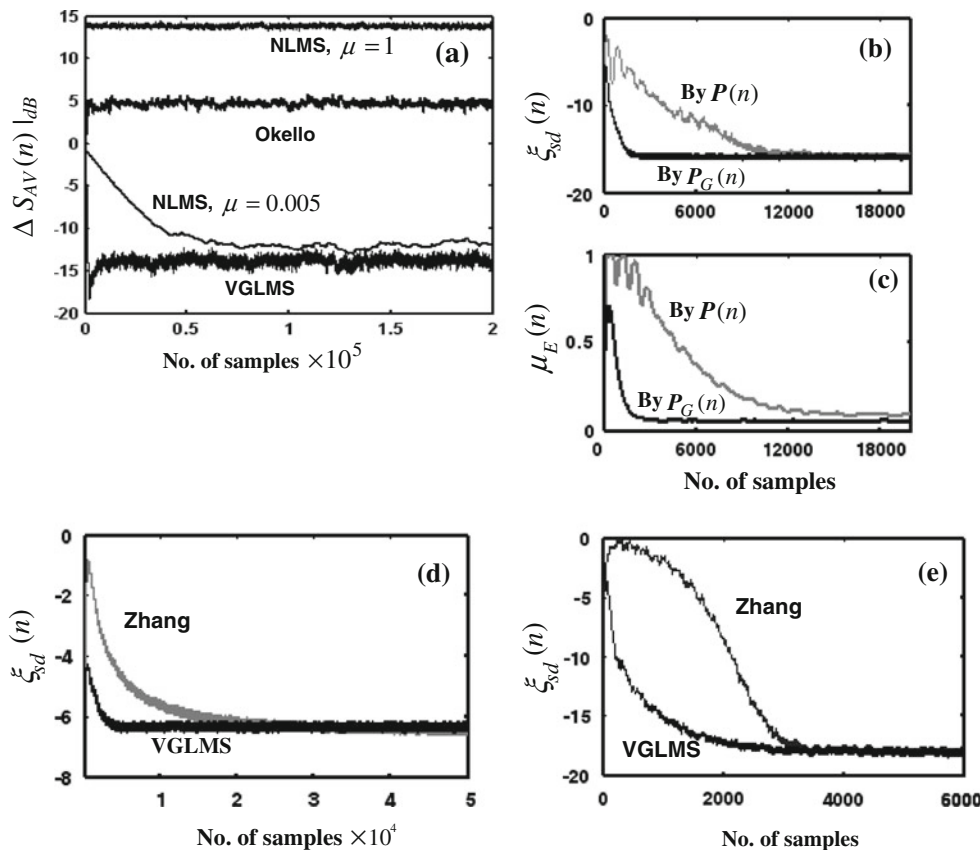 15
10
5
0
-5
-10
-15
-20
0 0.5 1 1.5 2
Δ S_AV(n) |dB
No. of samples ×10^5
NLMS, μ = 1
(a)
Okello
NLMS, μ = 0.005
VGLMS
0
-10
-20
0 6000 12000 18000
ξ_sd(n)
(b)
By P(n)
By P_G(n)
1
0.5
0
0 6000 12000 18000
μ_E(n)
(c)
By P(n)
By P_G(n)
No. of samples
0
-2
-4
-6
-8
1 2 3 4 5
ξ_sd(n)
(d)
Zhang
VGLMS
No. of samples ×10^4
0
-5
-10
-15
-20
0 2000 4000 6000
ξ_sd(n)
(e)
Zhang
VGLMS
No. of samples